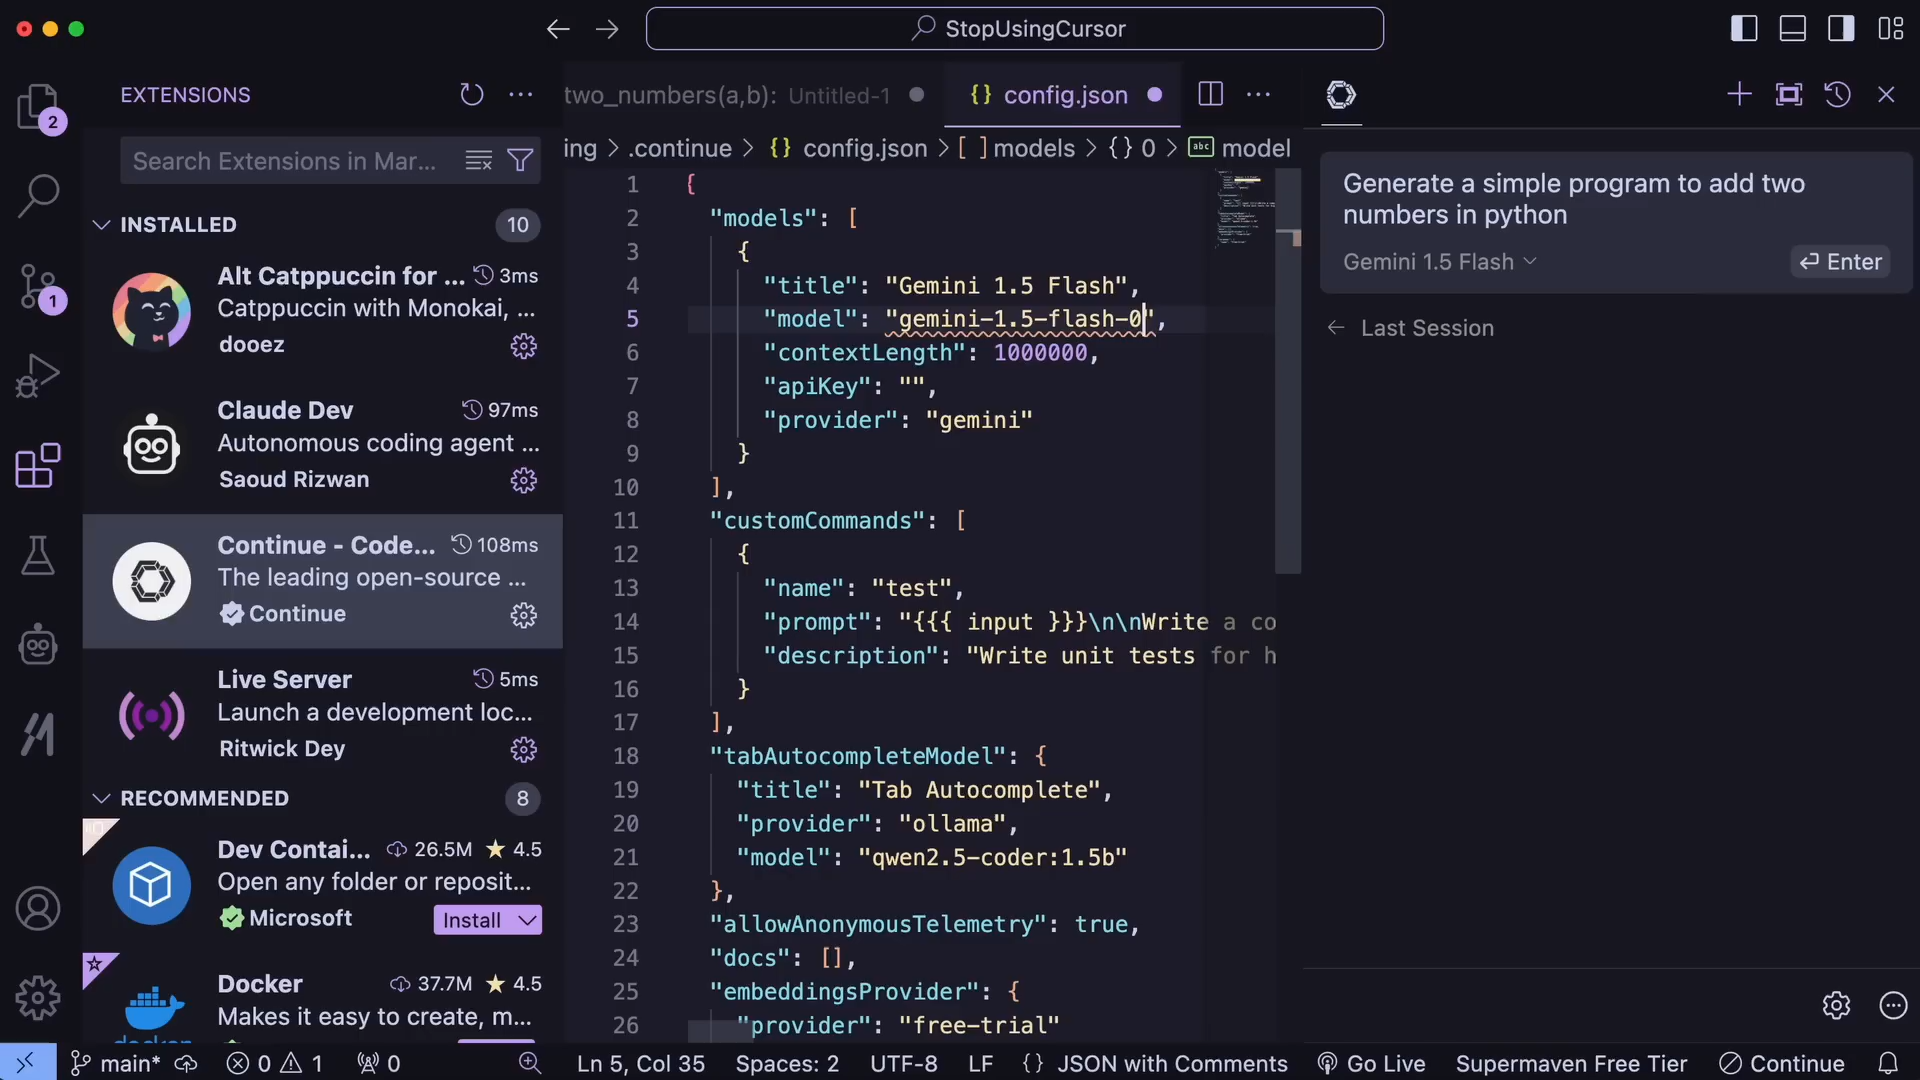 StopUsingCursor
2
1
EXTENSIONS
Search Extensions in Mar...
INSTALLED
10
Alt Catppuccin for ...
3ms
Catppuccin with Monokai, ...
dooez
Claude Dev
97ms
Autonomous coding agent ...
Saoud Rizwan
Continue - Code...
108ms
The leading open-source ...
Continue
Live Server
5ms
Launch a development loc...
Ritwick Dey
RECOMMENDED
8
Dev Contai...
26.5M
4.5
Open any folder or reposit...
Microsoft
Install
Docker
37.7M
4.5
Makes it easy to create, m...
two_numbers(a,b): Untitled-1
{} config.json
ing > .continue > {} config.json > [ ] models > {} 0 > abc model
1 {
2 "models": [
3 {
4 "title": "Gemini 1.5 Flash",
5 "model": "gemini-1.5-flash-0",
6 "contextLength": 1000000,
7 "apiKey": "",
8 "provider": "gemini"
9 }
10 ],
11 "customCommands": [
12 {
13 "name": "test",
14 "prompt": "{{{ input }}}\n\nWrite a co
15 "description": "Write unit tests for h
16 }
17 ],
18 "tabAutocompleteModel": {
19 "title": "Tab Autocomplete",
20 "provider": "ollama",
21 "model": "qwen2.5-coder:1.5b"
22 },
23 "allowAnonymousTelemetry": true,
24 "docs": [],
25 "embeddingsProvider": {
26 "provider": "free-trial"
Generate a simple program to add two
numbers in python
Gemini 1.5 Flash
Enter
Last Session
main*
0
1
0
Ln 5, Col 35
Spaces: 2
UTF-8
LF
{} JSON with Comments
Go Live
Supermaven Free Tier
Continue